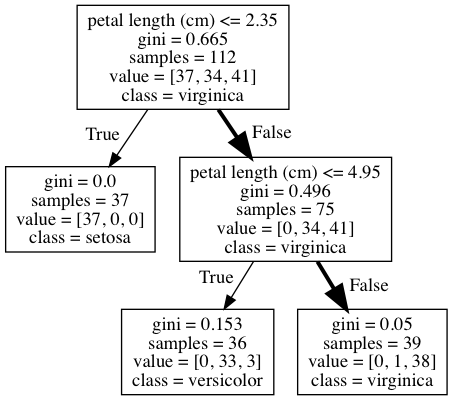 petal length (cm) <= 2.35
gini = 0.665
samples = 112
value = [37, 34, 41]
class = virginica
True
False
gini = 0.0
samples = 37
value = [37, 0, 0]
class = setosa
petal length (cm) <= 4.95
gini = 0.496
samples = 75
value = [0, 34, 41]
class = virginica
True
False
gini = 0.153
samples = 36
value = [0, 33, 3]
class = versicolor
gini = 0.05
samples = 39
value = [0, 1, 38]
class = virginica